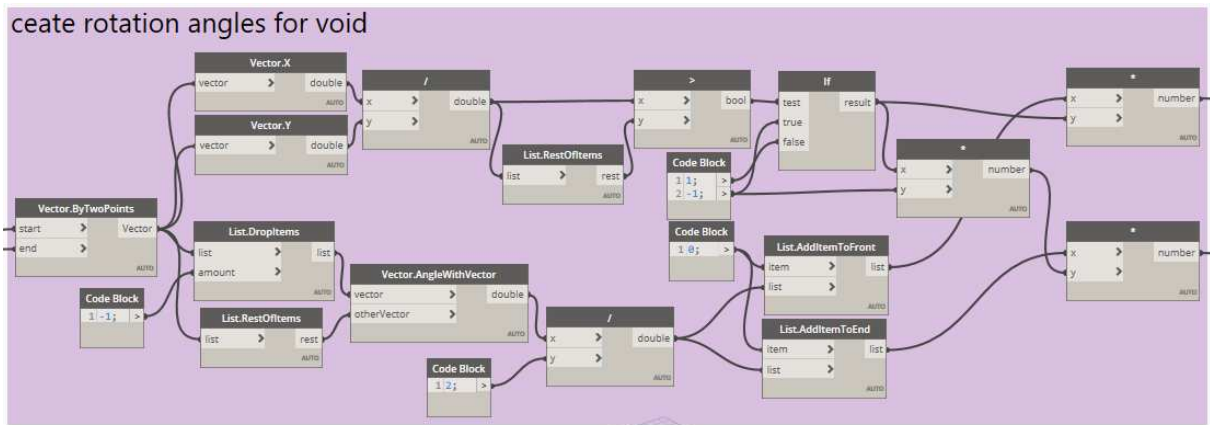 ceate rotation angles for void
Vector.X
vector > double
AUTO
Vector.Y
vector > double
AUTO
/
x > double
y >
AUTO
List.RestOfItems
list > rest
AUTO
>
x > bool
y >
AUTO
If
test result
true
false
AUTO
Code Block
1 1; >
2 -1; >
*
x > number
y >
AUTO
*
x > number
y >
AUTO
Vector.ByTwoPoints
start > Vector
end >
AUTO
Code Block
1 -1; >
List.DropItems
list > list
amount >
AUTO
List.RestOfItems
list > rest
AUTO
Vector.AngleWithVector
vector > double
otherVector >
AUTO
Code Block
1 2; >
/
x > double
y >
AUTO
Code Block
1 0; >
List.AddItemToFront
item > list
list >
AUTO
List.AddItemToEnd
item > list
list >
AUTO
*
x > number
y >
AUTO